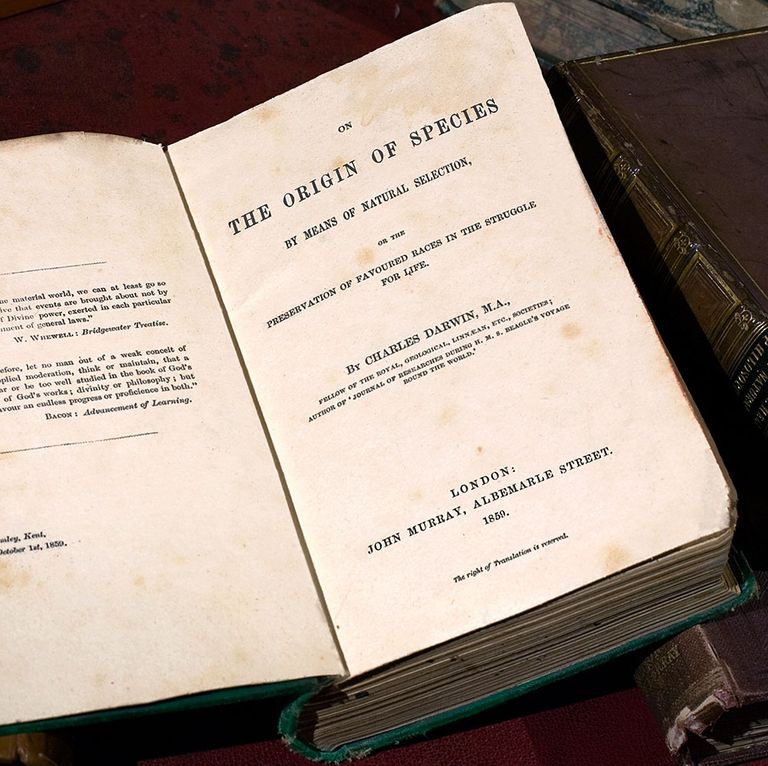 ne material world, we can at least go so
ive that events are brought about not by
f Divine power, exerted in each particular
nment of general laws."
W. WHEWELL: Bridgewater Treatise.
efore, let no man out of a weak conceit of
pplied moderation, think or maintain, that a
ar or be too well studied in the book of God's
of God's works; divinity or philosophy; but
avour an endless progress or proficience in both."
BACON: Advancement of Learning.
mley, Kent,
October 1st, 1859.
ON
THE ORIGIN OF SPECIES
BY MEANS OF NATURAL SELECTION,
OR THE
PRESERVATION OF FAVOURED RACES IN THE STRUGGLE
FOR LIFE.
BY CHARLES DARWIN, M.A.,
FELLOW OF THE ROYAL, GEOLOGICAL, LINNÆAN, ETC., SOCIETIES;
AUTHOR OF 'JOURNAL OF RESEARCHES DURING H. M. S. BEAGLE'S VOYAGE
ROUND THE WORLD.'
LONDON:
JOHN MURRAY, ALBEMARLE STREET.
1859.
The right of Translation is reserved.